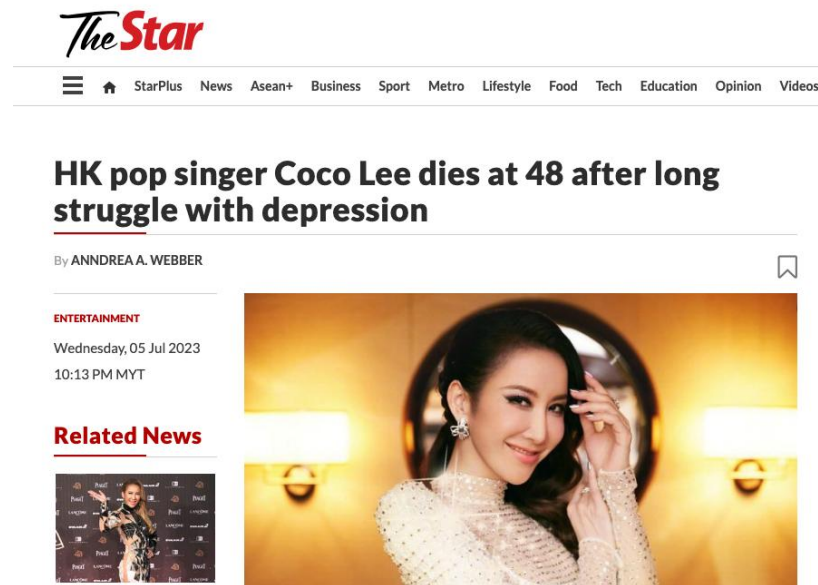 The Star
StarPlus News Asean+ Business Sport Metro Lifestyle Food Tech Education Opinion Videos
HK pop singer Coco Lee dies at 48 after long
struggle with depression
By ANNDREA A. WEBBER
ENTERTAINMENT
Wednesday, 05 Jul 2023
10:13 PM MYT
Related News
PIAGET
LANCÔME